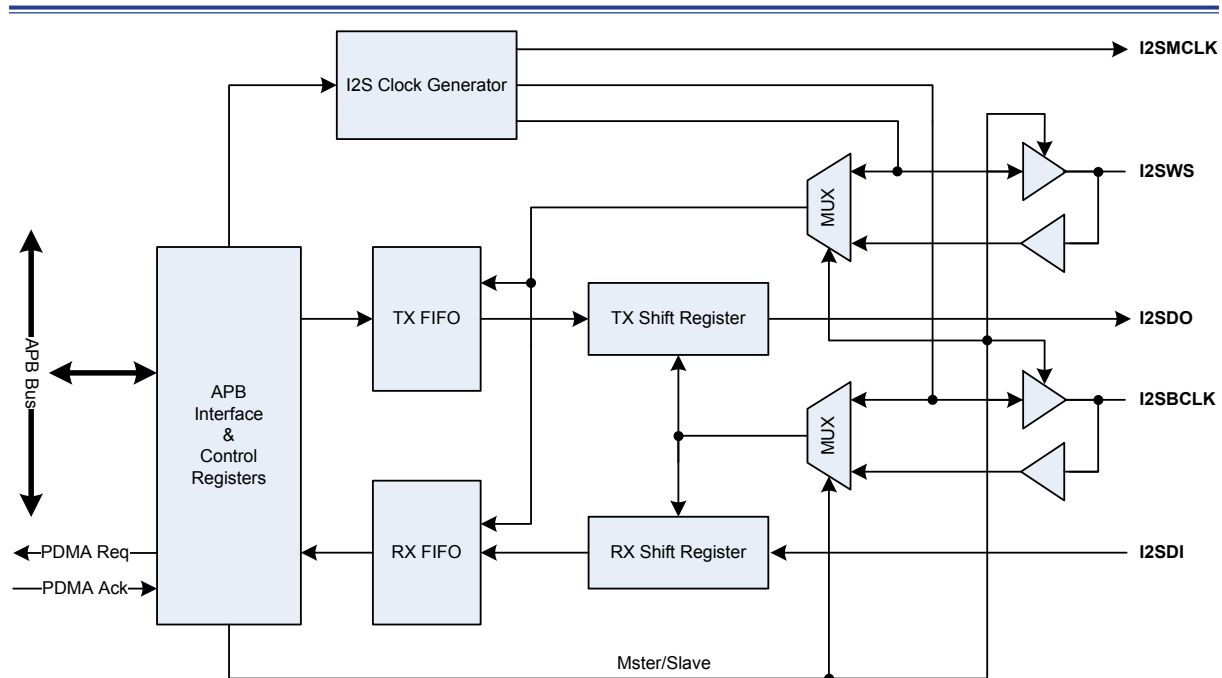 I2SMCLK
I2S Clock Generator
MUX
I2SWS
TX FIFO
TX Shift Register
I2SDO
APB Bus
APB
Interface
&
Control
Registers
MUX
I2SBCLK
PDMA Req
RX FIFO
RX Shift Register
I2SDI
PDMA Ack
Mster/Slave